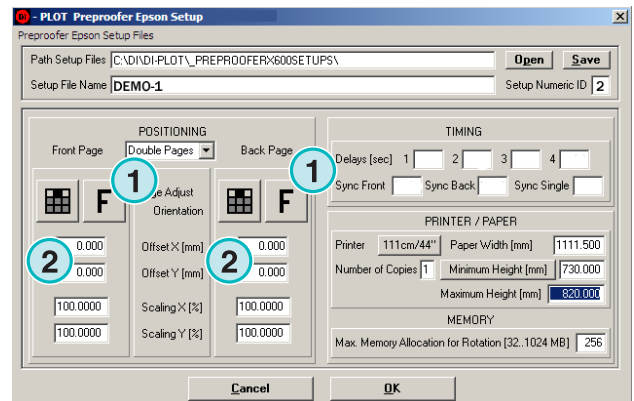 DI - PLOT Preproofer Epson Setup X
Preproofer Epson Setup Files
Path Setup Files C:\DI\DI-PLOT\_PREPROOFERX600SETUPS\ Open Save
Setup File Name DEMO-1 Setup Numeric ID 2
POSITIONING
Front Page Double Pages Back Page
1
F Adjust F
Orientation
2 0.000 Offset X [mm] 2 0.000
0.000 Offset Y [mm] 0.000
100.0000 Scaling X [%] 100.0000
100.0000 Scaling Y [%] 100.0000
TIMING
1 Delays [sec] 1 2 3 4
Sync Front Sync Back Sync Single
PRINTER / PAPER
Printer 111cm/44" Paper Width [mm] 1111.500
Number of Copies 1 Minimum Height [mm] 730.000
Maximum Height [mm] 820.000
MEMORY
Max. Memory Allocation for Rotation [32..1024 MB] 256
Cancel OK